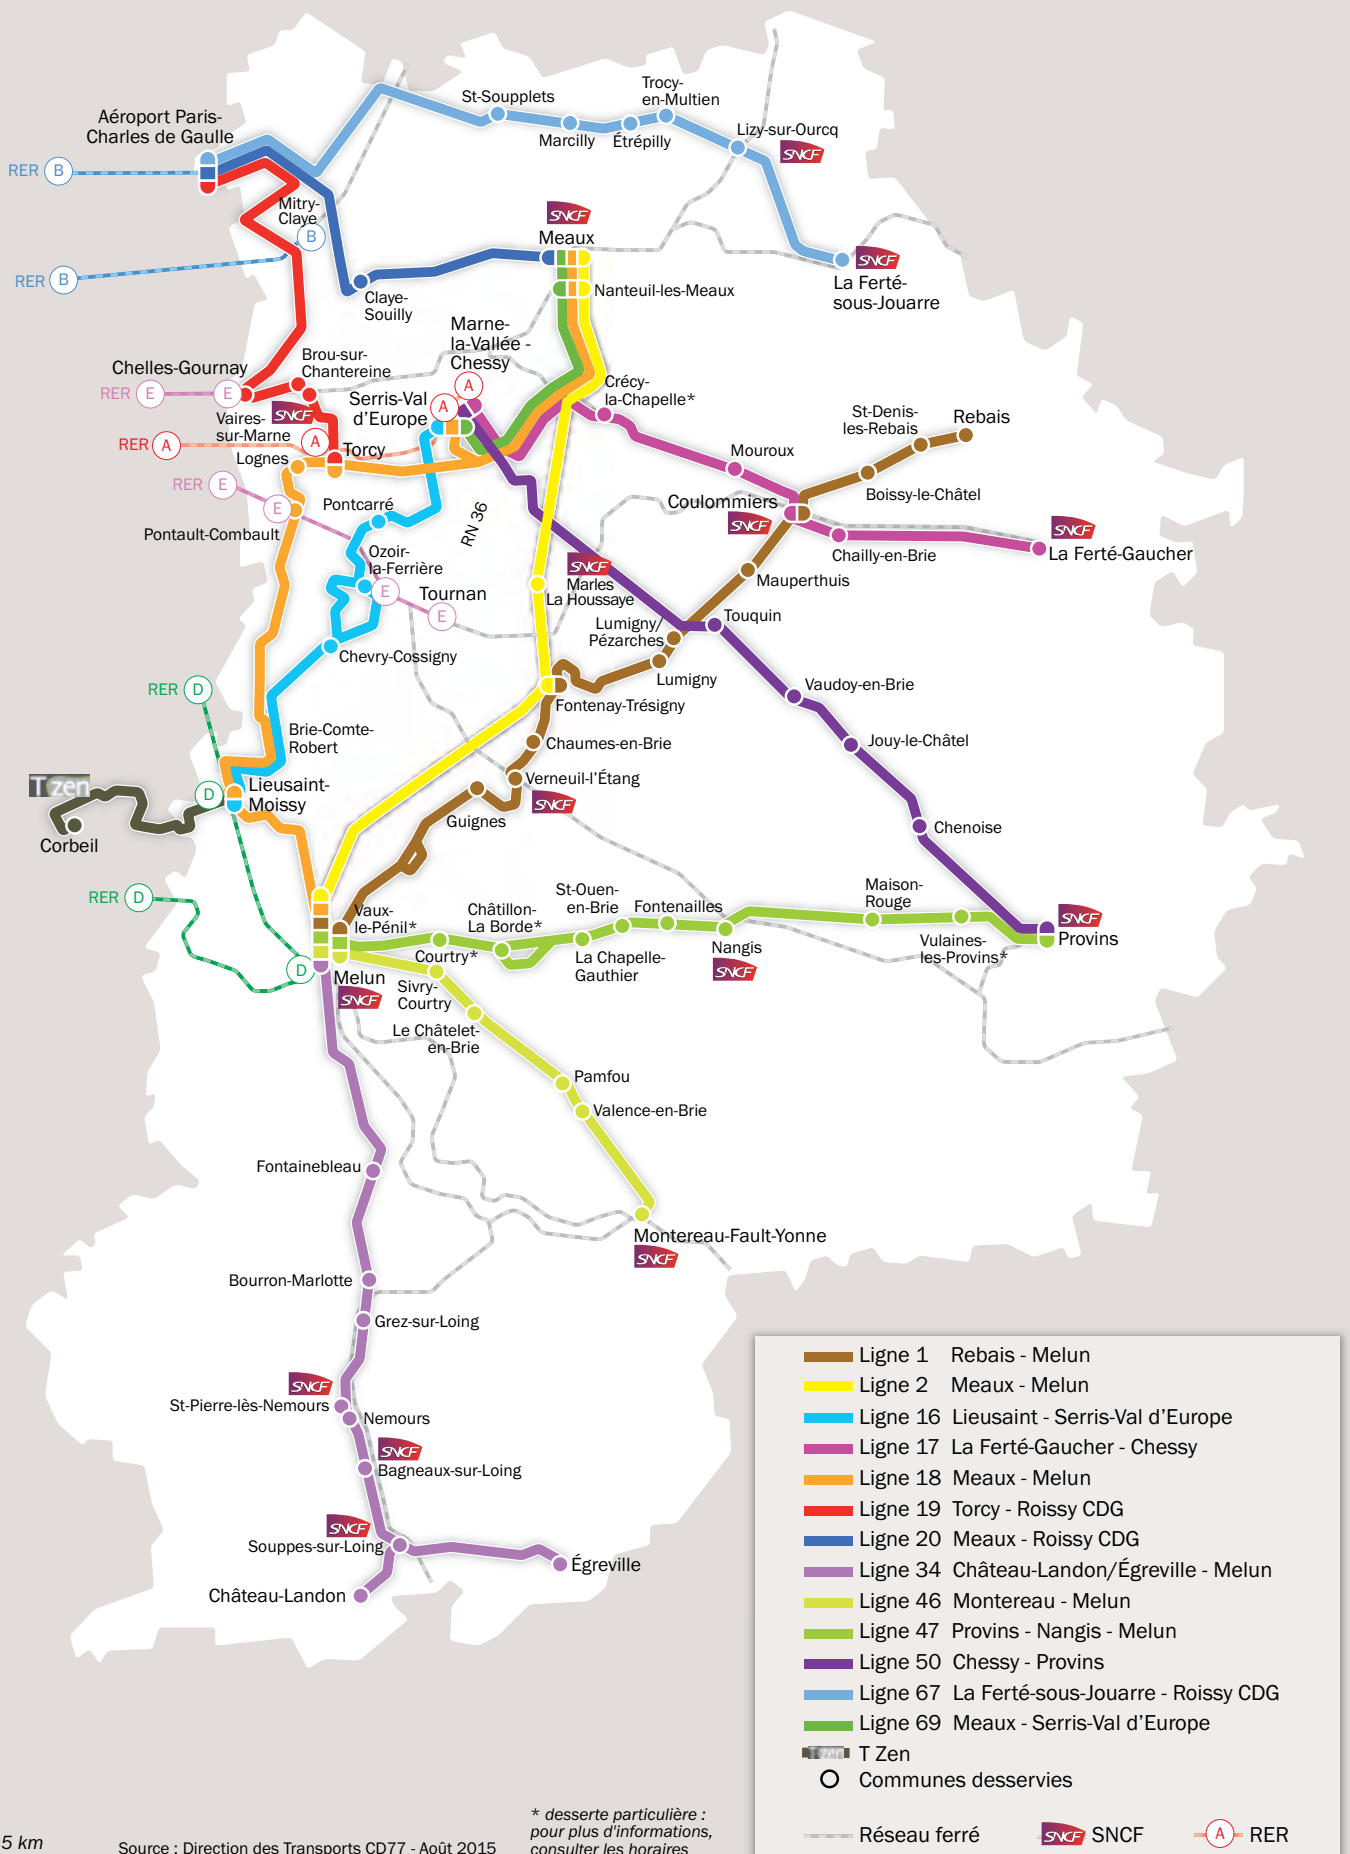 Trocy-
en-Multien
St-Soupplets
Marcilly
Étrépilly
Lizy-sur-Ourcq
SNCF
Aéroport Paris-
Charles de Gaulle
RER B
Mitry-
Claye
B
RER B
SNCF
Meaux
Nanteuil-les-Meaux
SNCF
La Ferté-
sous-Jouarre
Claye-
Souilly
Marne-
la-Vallée -
Chessy
A
Chelles-Gournay
Brou-sur-
Chantereine
RER E
E
SNCF
Serris-Val
d'Europe
A
Crécy-
la-Chapelle*
St-Denis-
les-Rebais
Rebais
Vaires-
sur-Marne
RER A
A
Torcy
Lognes
Mouroux
Boissy-le-Châtel
RER E
E
Pontcarré
Pontault-Combault
RN 36
Coulommiers
SNCF
SNCF
Chailly-en-Brie
La Ferté-Gaucher
Ozoir-
la-Ferrière
E
Tournan
E
SNCF
Marles
La Houssaye
Mauperthuis
Lumigny/
Pézarches
Touquin
Chevry-Cossigny
Lumigny
RER D
Vaudoy-en-Brie
Fontenay-Trésigny
Brie-Comte-
Robert
Chaumes-en-Brie
Jouy-le-Châtel
T zen
D
Lieusaint-
Moissy
Verneuil-l'Étang
SNCF
Guignes
Chenoise
Corbeil
RER D
Vaux-
le-Pénil*
Châtillon-
La Borde*
St-Ouen-
en-Brie
Fontenailles
Maison-
Rouge
SNCF
Provins
Courtry*
La Chapelle-
Gauthier
Nangis
SNCF
Vulaines-
les-Provins*
D
Melun
SNCF
Sivry-
Courtry
Le Châtelet-
en-Brie
Pamfou
Valence-en-Brie
Fontainebleau
Montereau-Fault-Yonne
SNCF
Bourron-Marlotte
Grez-sur-Loing
SNCF
St-Pierre-lès-Nemours
Nemours
SNCF
Bagneaux-sur-Loing
SNCF
Souppes-sur-Loing
Égreville
Château-Landon
Ligne 1 Rebais - Melun
Ligne 2 Meaux - Melun
Ligne 16 Lieusaint - Serris-Val d'Europe
Ligne 17 La Ferté-Gaucher - Chessy
Ligne 18 Meaux - Melun
Ligne 19 Torcy - Roissy CDG
Ligne 20 Meaux - Roissy CDG
Ligne 34 Château-Landon/Égreville - Melun
Ligne 46 Montereau - Melun
Ligne 47 Provins - Nangis - Melun
Ligne 50 Chessy - Provins
Ligne 67 La Ferté-sous-Jouarre - Roissy CDG
Ligne 69 Meaux - Serris-Val d'Europe
T zen T Zen
Communes desservies
Réseau ferré
SNCF SNCF
A RER
* desserte particulière :
pour plus d'informations,
consulter les horaires
5 km
Source : Direction des Transports CD77 - Août 2015